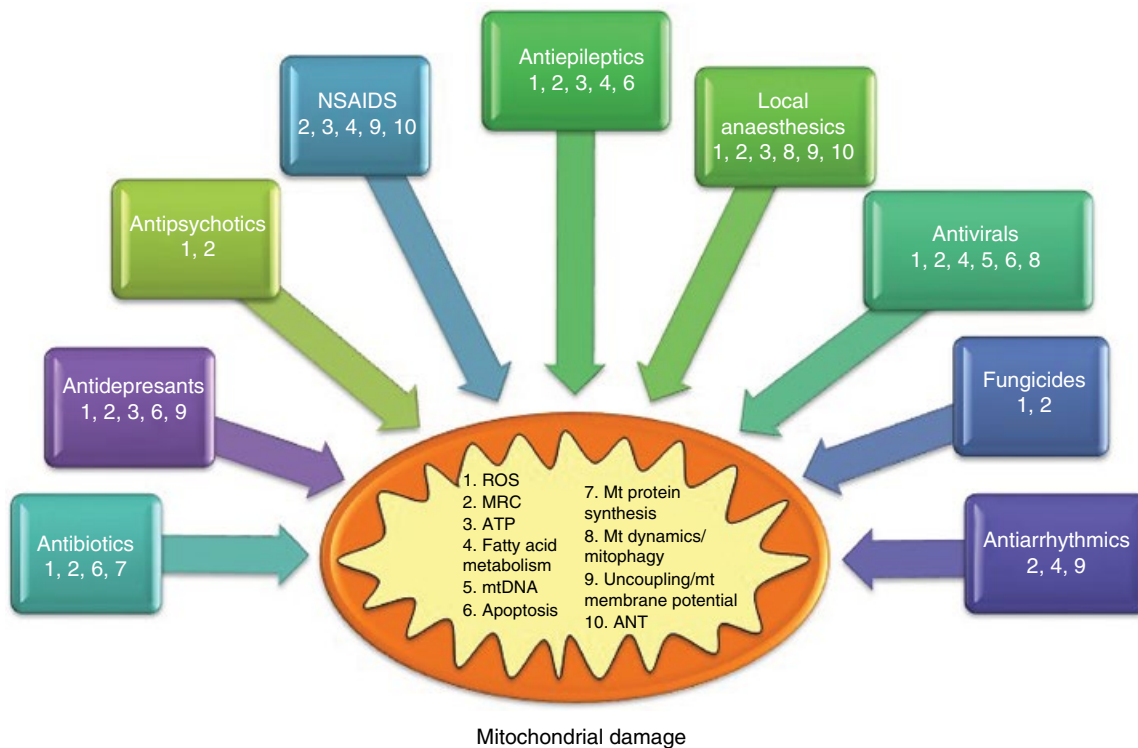 Antiepileptics
1, 2, 3, 4, 6
NSAIDS
2, 3, 4, 9, 10
Local
anaesthesics
1, 2, 3, 8, 9, 10
Antipsychotics
1, 2
Antivirals
1, 2, 4, 5, 6, 8
Antidepresants
1, 2, 3, 6, 9
Fungicides
1, 2
Antibiotics
1, 2, 6, 7
Antiarrhythmics
2, 4, 9
1. ROS
2. MRC
3. ATP
4. Fatty acid
metabolism
5. mtDNA
6. Apoptosis
7. Mt protein
synthesis
8. Mt dynamics/
mitophagy
9. Uncoupling/mt
membrane potential
10. ANT
Mitochondrial damage